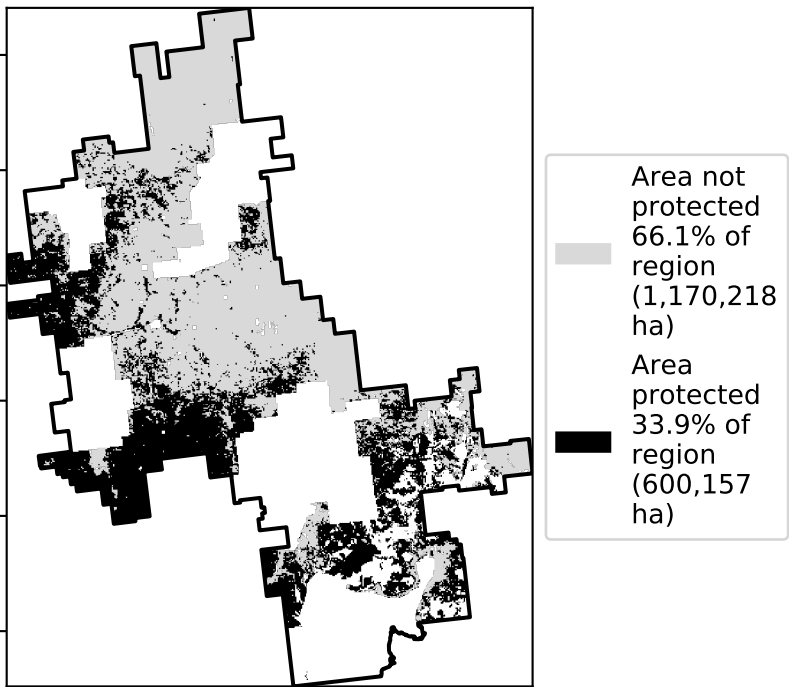 Area not
protected
66.1% of
region
(1,170,218
ha)
Area
protected
33.9% of
region
(600,157
ha)